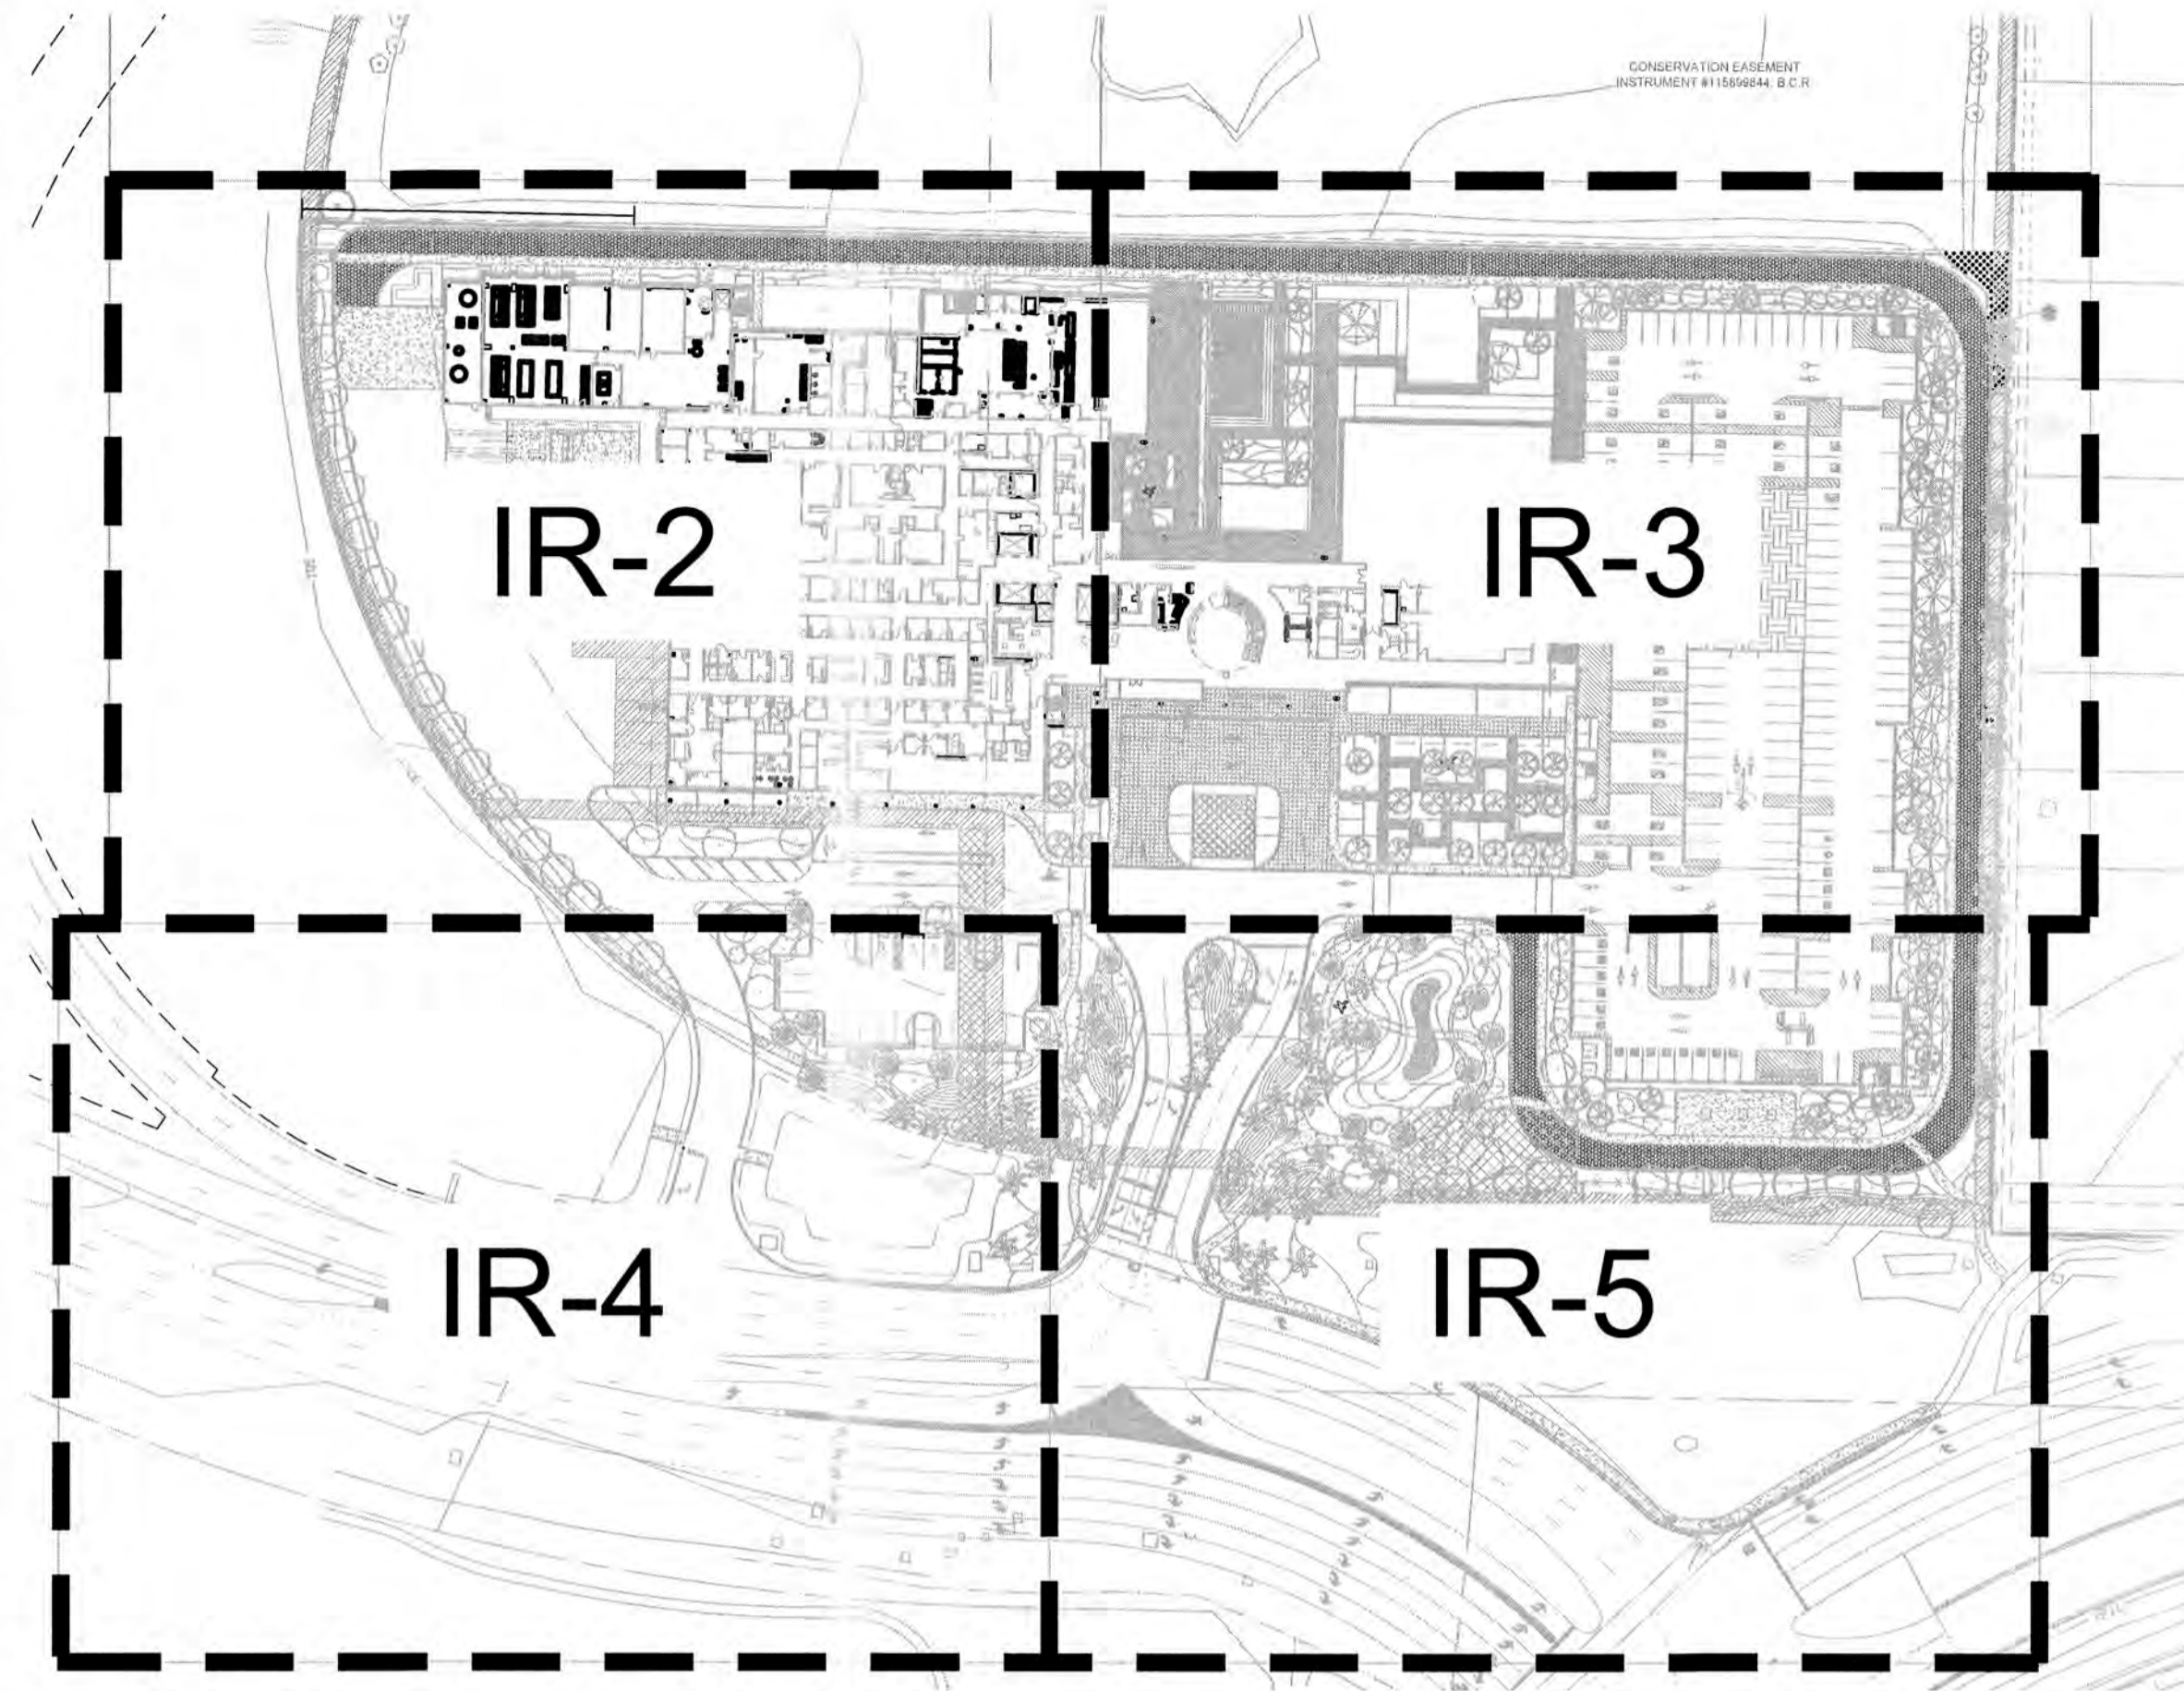 CONSERVATION EASEMENT
INSTRUMENT #115899844, B.C.R
IR-2
IR-3
IR-4
IR-5